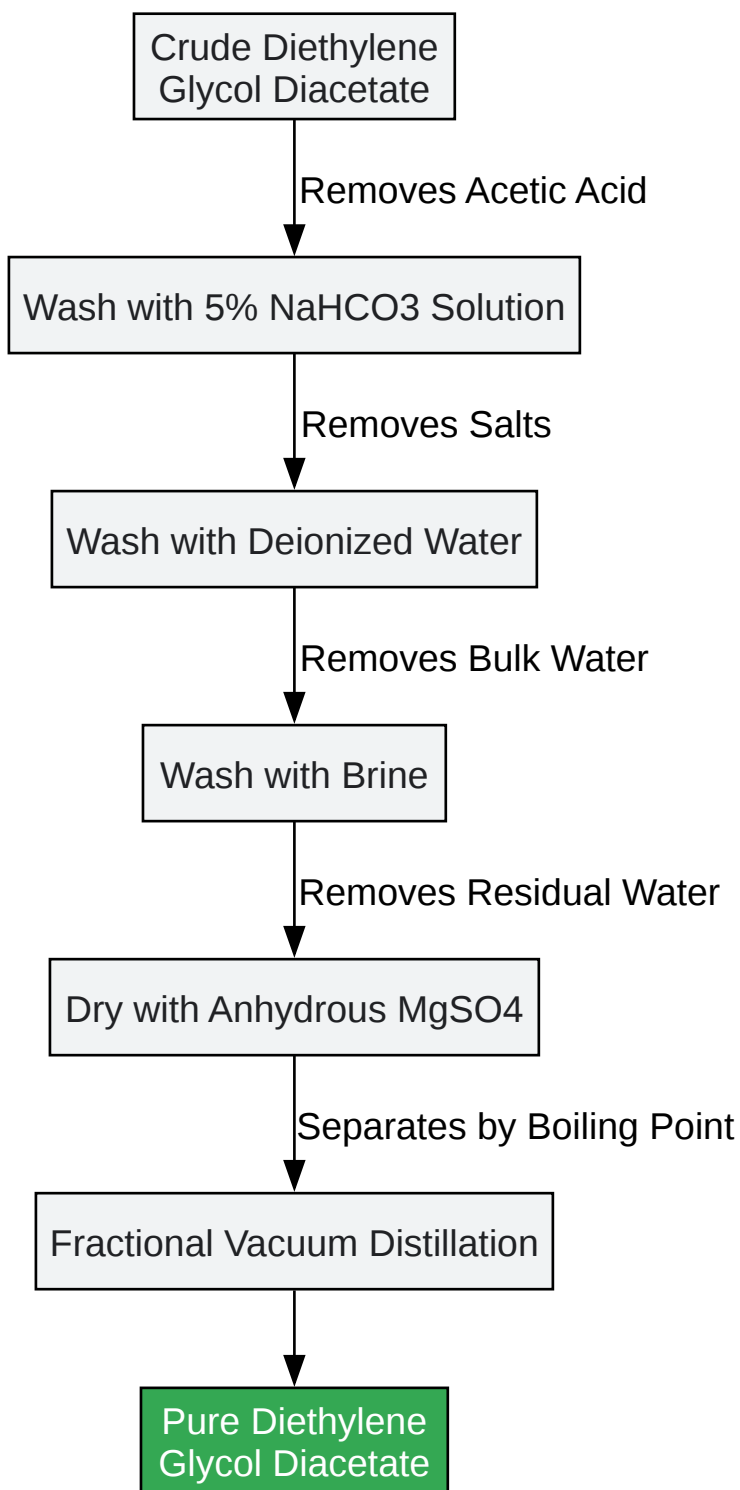 Crude Diethylene
Glycol Diacetate
Removes Acetic Acid
Wash with 5% NaHCO3 Solution
Removes Salts
Wash with Deionized Water
Removes Bulk Water
Wash with Brine
Removes Residual Water
Dry with Anhydrous MgSO4
Separates by Boiling Point
Fractional Vacuum Distillation
Pure Diethylene
Glycol Diacetate